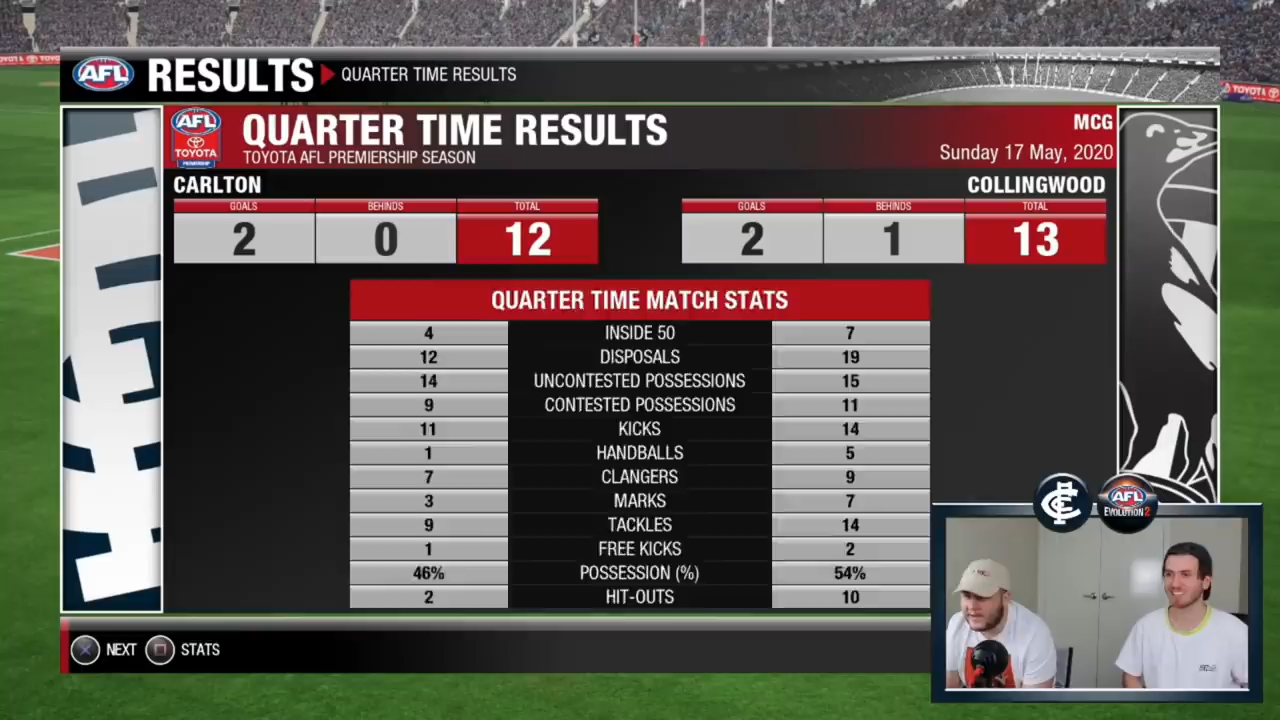 AFL RESULTS QUARTER TIME RESULTS
AFL
TOYOTA
PREMIERSHIP
QUARTER TIME RESULTS
TOYOTA AFL PREMIERSHIP SEASON
MCG
Sunday 17 May, 2020
CARLTON
COLLINGWOOD
GOALS BEHINDS TOTAL GOALS BEHINDS TOTAL
2 0 12 2 1 13
QUARTER TIME MATCH STATS
4 INSIDE 50 7
12 DISPOSALS 19
14 UNCONTESTED POSSESSIONS 15
9 CONTESTED POSSESSIONS 11
11 KICKS 14
1 HANDBALLS 5
7 CLANGERS 9
3 MARKS 7
9 TACKLES 14
1 FREE KICKS 2
46% POSSESSION (%) 54%
2 HIT-OUTS 10
NEXT STATS
CFC
AFL
EVOLUTION 2
TOYOTA